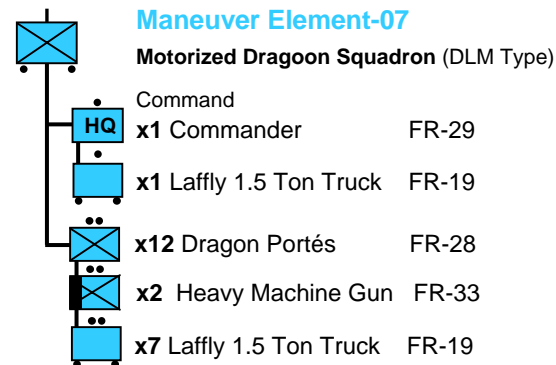 Maneuver Element-07
Motorized Dragoon Squadron (DLM Type)
Command
HQ x1 Commander FR-29
x1 Laffly 1.5 Ton Truck FR-19
x12 Dragon Portés FR-28
x2 Heavy Machine Gun FR-33
x7 Laffly 1.5 Ton Truck FR-19